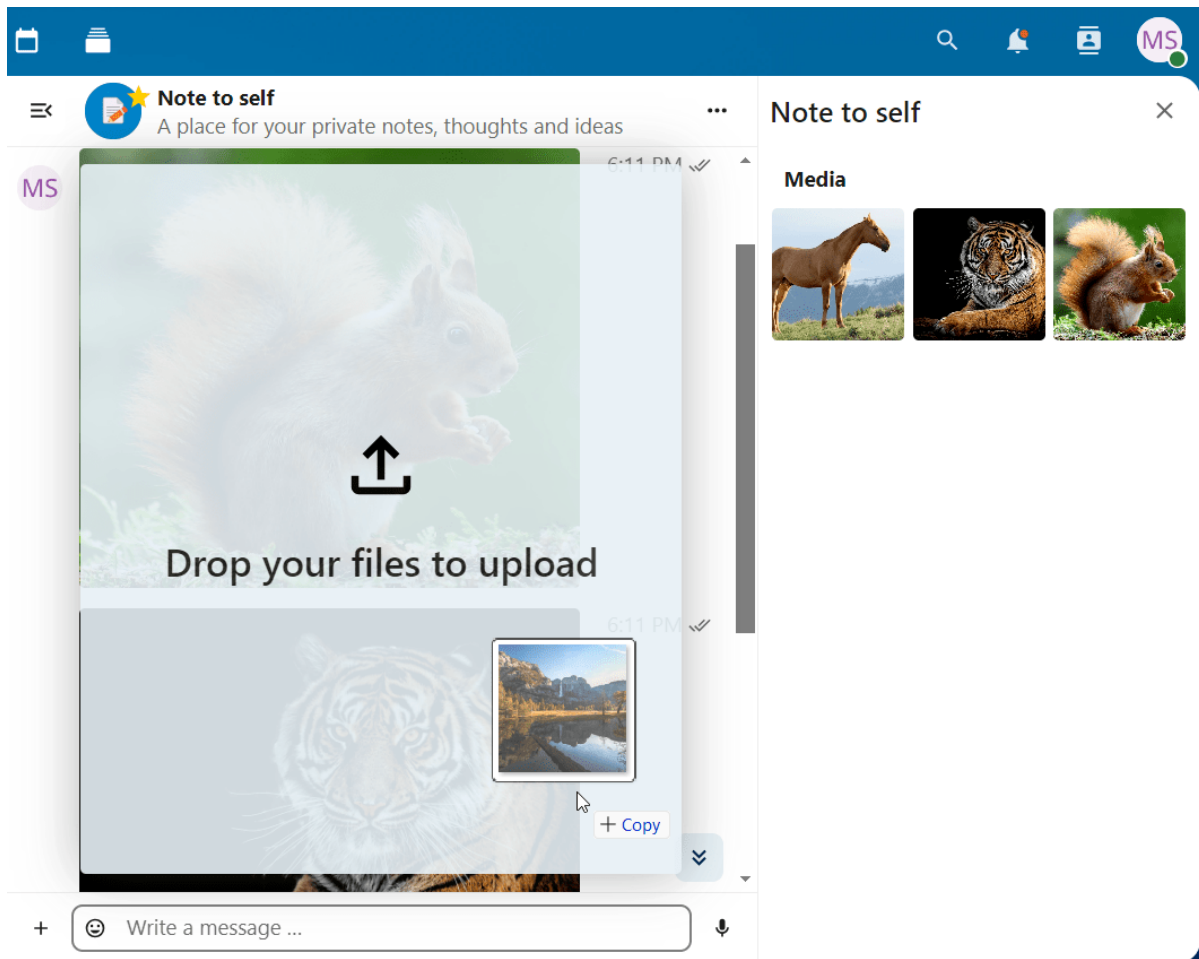 MS
Note to self
A place for your private notes, thoughts and ideas
Note to self
6:11 PM
MS
Media
Drop your files to upload
6:11 PM
Copy
Write a message ...